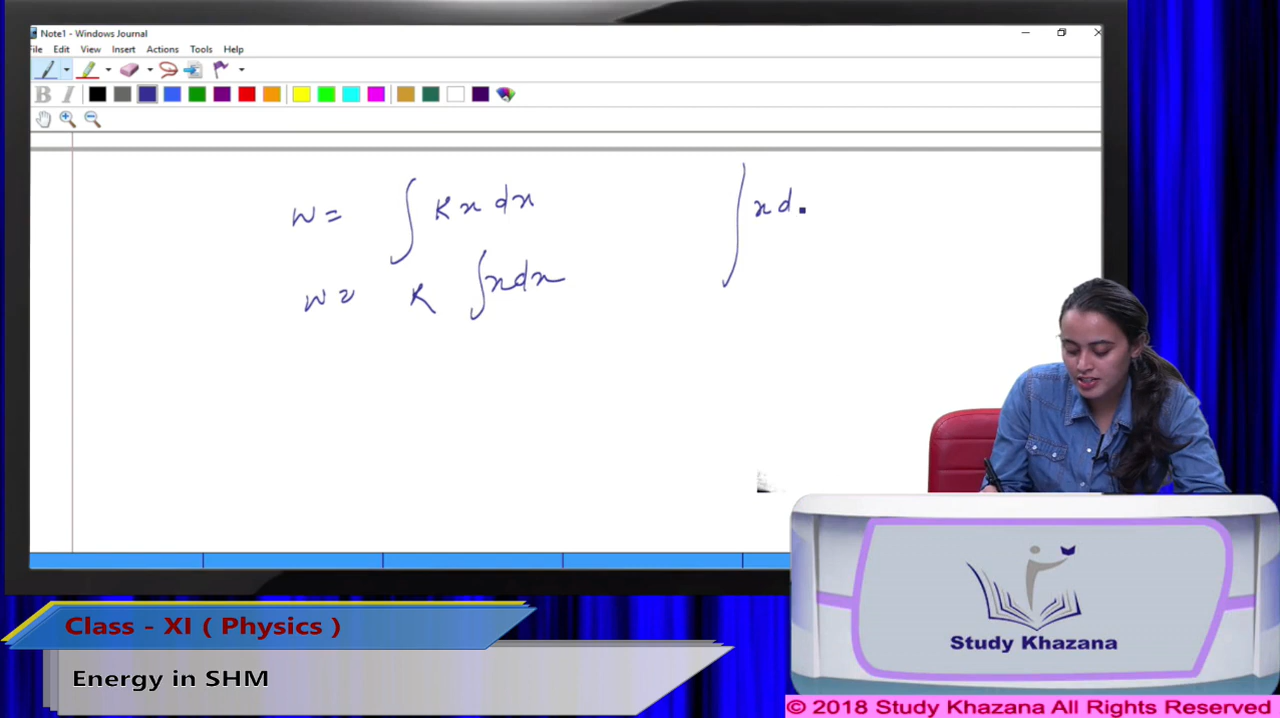 Note1 - Windows Journal
File Edit View Insert Actions Tools Help
B I
W = ∫ K x dx
∫ x d
W = K ∫ x dx
Study Khazana
Class - XI ( Physics )
Energy in SHM
© 2018 Study Khazana All Rights Reserved